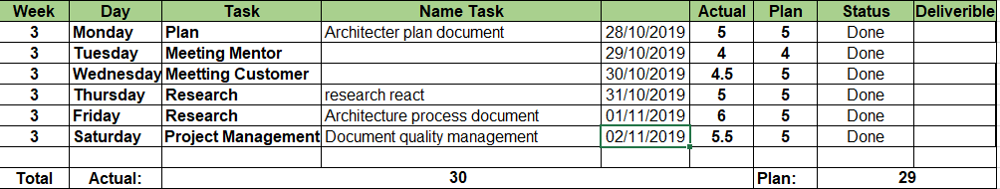 Week Day Task Name Task Actual Plan Status Deliverible
3 Monday Plan Architecter plan document 28/10/2019 5 5 Done
3 Tuesday Meeting Mentor 29/10/2019 4 4 Done
3 Wednesday Meetting Customer 30/10/2019 4.5 5 Done
3 Thursday Research research react 31/10/2019 5 5 Done
3 Friday Research Architecture process document 01/11/2019 6 5 Done
3 Saturday Project Management Document quality management 02/11/2019 5.5 5 Done
Total Actual: 30 Plan: 29